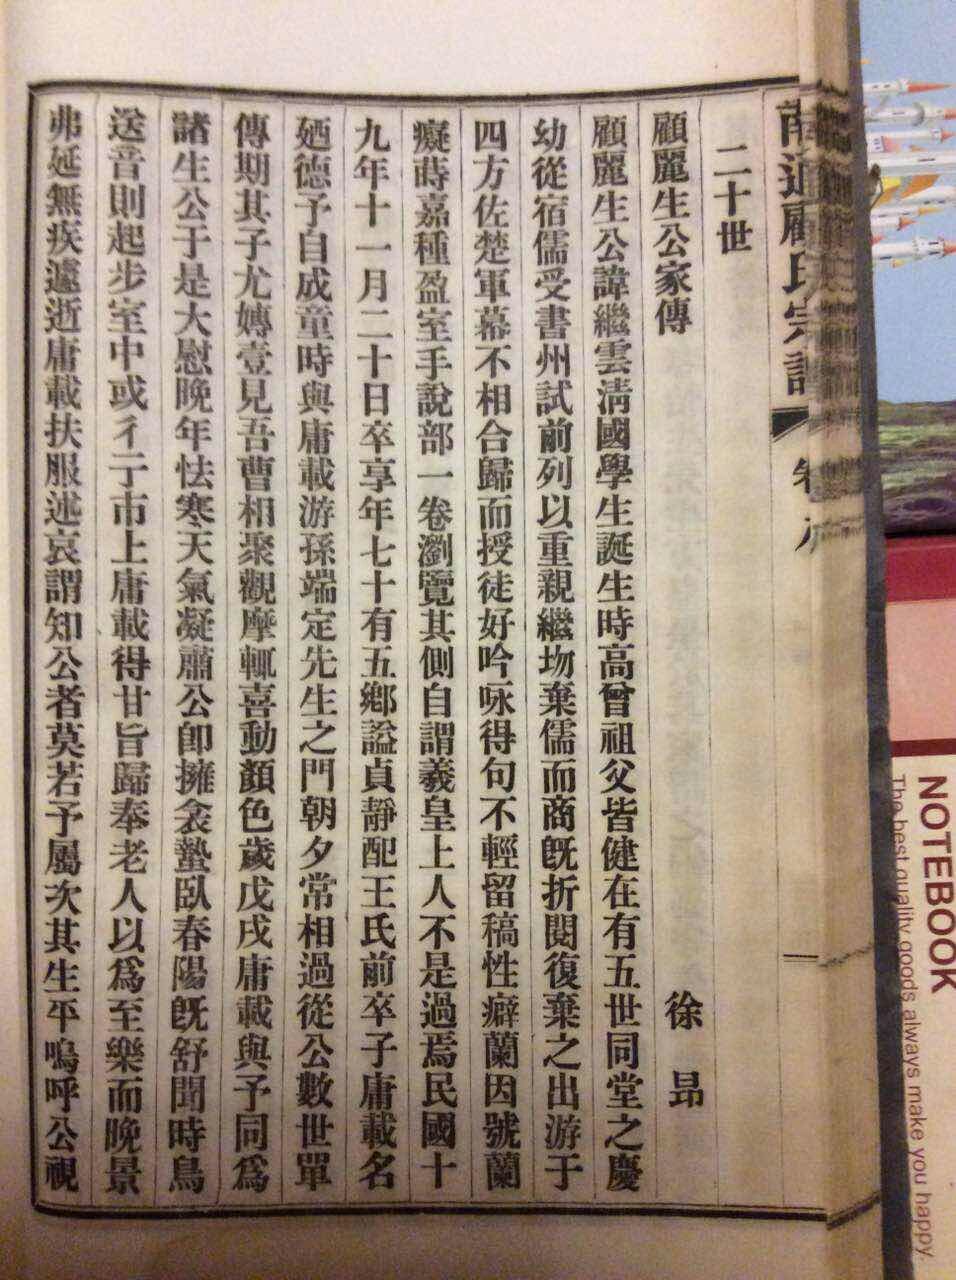 南通顧氏宗譜
卷八
一
二十世
顧麗生公家傳
徐昂
顧麗生公諱繼雲清國學生誕生時高曾祖父皆健在有五世同堂之慶
幼從宿儒受書州試前列以重親繼歾棄儒而商旣折閱復棄之出游于
四方佐楚軍幕不相合歸而授徒好吟咏得句不輕留稿性癖蘭因號蘭
癡蒔嘉種盈室手說部一卷瀏覽其側自謂羲皇上人不是過焉民國十
九年十一月二十日卒享年七十有五鄉謚貞靜配王氏前卒子庸載名
廼德予自成童時與庸載游孫端定先生之門朝夕常相過從公數世單
傳期其子尤嫥壹見吾曹相聚觀摩輒喜動顏色歲戊戌庸載與予同爲
諸生公于是大慰晚年怯寒天氣凝肅公卽擁衾蟄臥春陽旣舒聞時鳥
送音則起步室中或彳亍市上庸載得甘旨歸奉老人以爲至樂而晚景
弗延無疾遽逝庸載扶服述哀謂知公者莫若予屬次其生平嗚呼公視
NOTEBOOK
The best quality goods always make you happy.